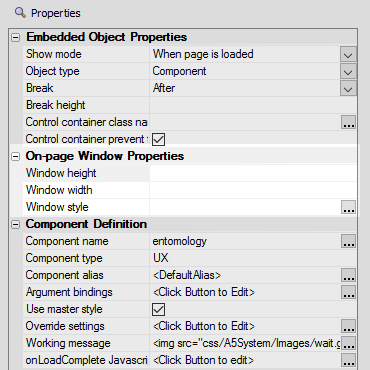 Properties
Embedded Object Properties
Show mode When page is loaded
Object type Component
Break After
Break height
Control container class na ...
Control container prevent
On-page Window Properties
Window height
Window width
Window style ...
Component Definition
Component name entomology ...
Component type UX
Component alias <DefaultAlias> ...
Argument bindings <Click Button to Edit> ...
Use master style
Override settings <Click Button to Edit> ...
Working message <img src="css/A5System/Images/wait.g ...
onLoadComplete Javascri <Click Button to edit> ...